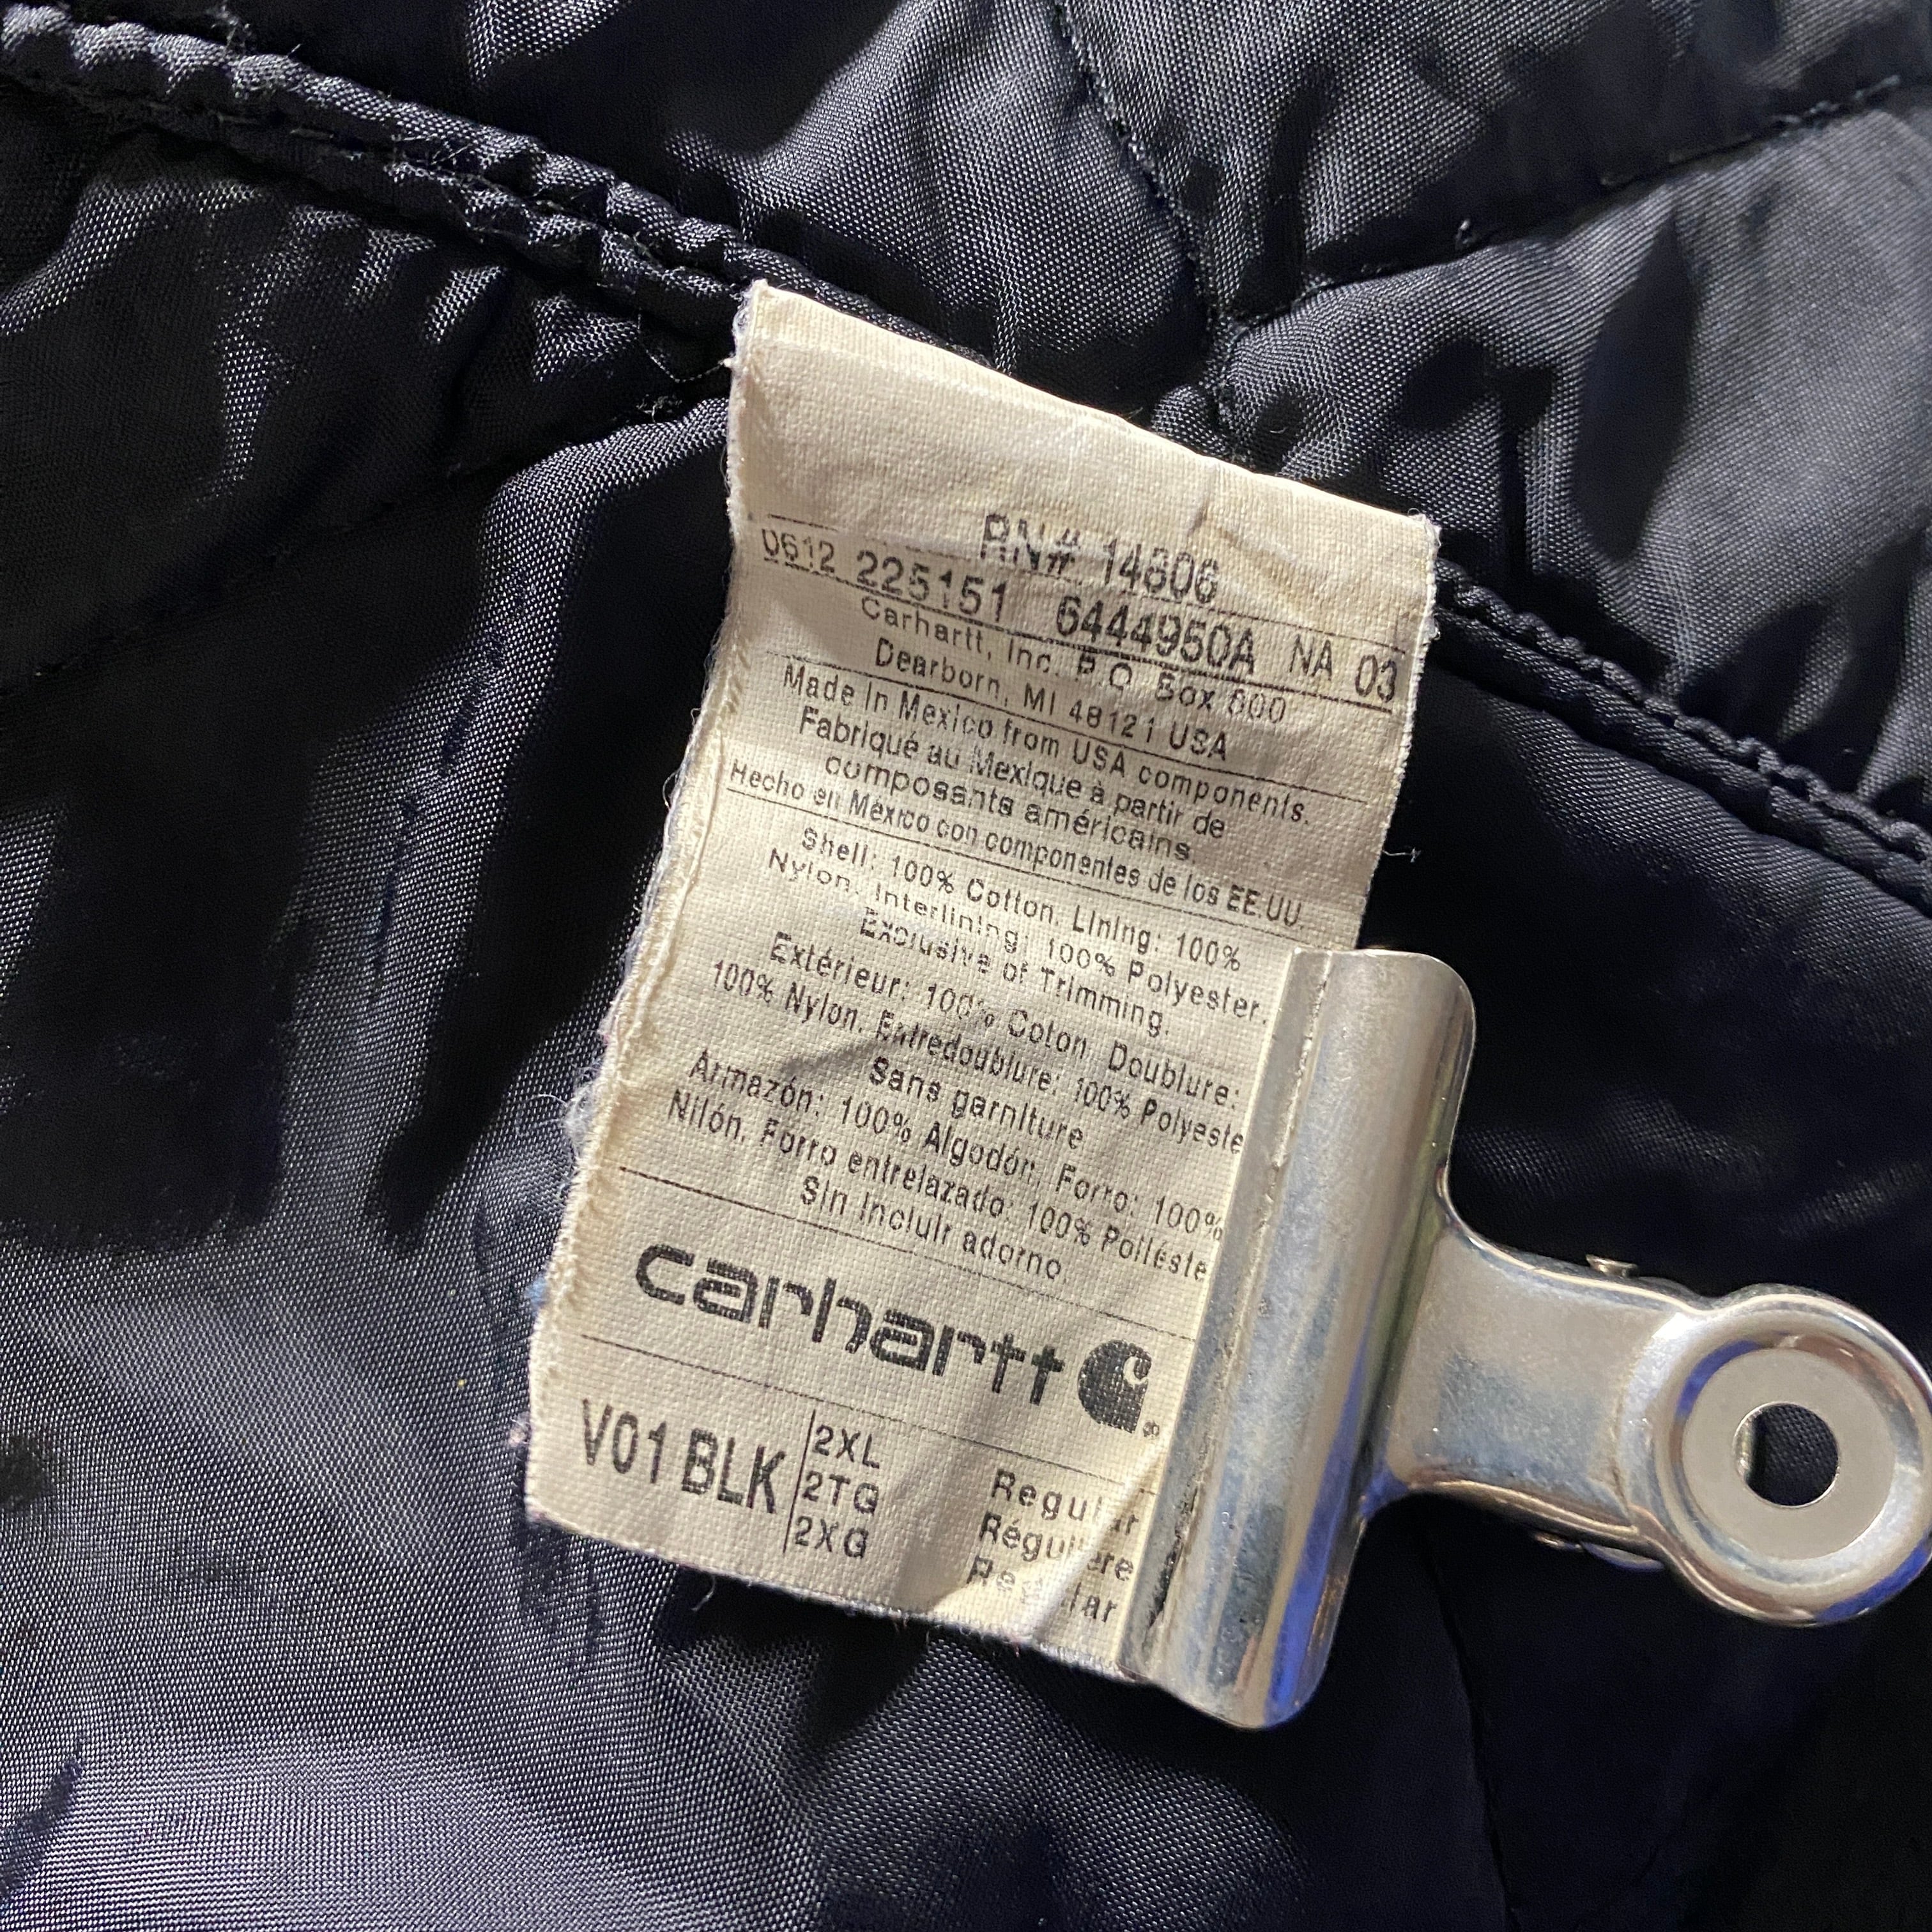 RN# 14806
0612 225151 6444950A NA 03
Carhartt, Inc. P.O. Box 600
Dearborn, MI 48121 USA
Made In Mexico from USA components.
Fabriqué au Mexique à partir de
composants américains.
Hecho en México con componentes de los EE.UU.
Shell: 100% Cotton. Lining: 100%
Nylon. Interlining: 100% Polyester.
Exclusive of Trimming.
Extérieur: 100% Coton. Doublure:
100% Nylon. Entredoublure: 100% Polyeste
Sans garniture
Armazón: 100% Algodón, Forro: 100%
Nilón. Forro entrelazado: 100% Poliéste
Sin Incluir adorno.
carhartt
V01 BLK 2XL Regular
2TG Régulière
2XG Regular